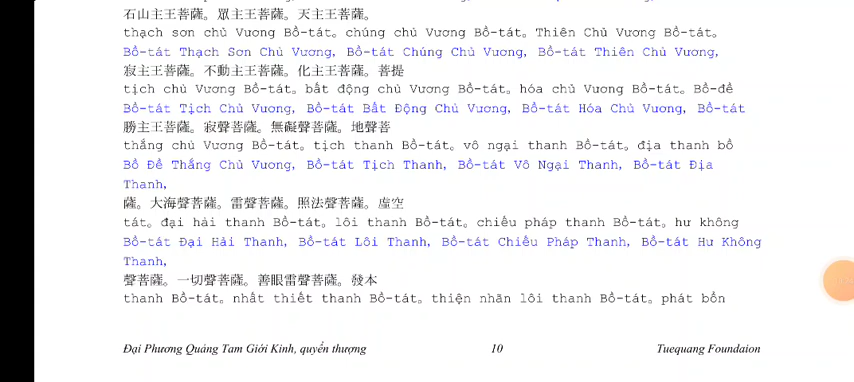 石山主王菩薩。眾主王菩薩。天主王菩薩。
thạch sơn chủ Vương Bồ-tát。chúng chủ Vương Bồ-tát。Thiên Chủ Vương Bồ-tát。
Bồ-tát Thạch Sơn Chủ Vương, Bồ-tát Chúng Chủ Vương, Bồ-tát Thiên Chủ Vương,
寂主王菩薩。不動主王菩薩。化主王菩薩。菩提
tịch chủ Vương Bồ-tát。bất động chủ Vương Bồ-tát。hóa chủ Vương Bồ-tát。Bồ-đề
Bồ-tát Tịch Chủ Vương, Bồ-tát Bất Động Chủ Vương, Bồ-tát Hóa Chủ Vương, Bồ-tát
勝主王菩薩。寂聲菩薩。無礙聲菩薩。地聲菩
thắng chủ Vương Bồ-tát。tịch thanh Bồ-tát。vô ngại thanh Bồ-tát。địa thanh bồ
Bồ Đề Thắng Chủ Vương, Bồ-tát Tịch Thanh, Bồ-tát Vô Ngại Thanh, Bồ-tát Địa
Thanh,
薩。大海聲菩薩。雷聲菩薩。照法聲菩薩。虛空
tát。đại hải thanh Bồ-tát。lôi thanh Bồ-tát。chiếu pháp thanh Bồ-tát。hư không
Bồ-tát Đại Hải Thanh, Bồ-tát Lôi Thanh, Bồ-tát Chiếu Pháp Thanh, Bồ-tát Hư Không
Thanh,
聲菩薩。一切聲菩薩。善眼雷聲菩薩。發本
thanh Bồ-tát。nhất thiết thanh Bồ-tát。thiện nhãn lôi thanh Bồ-tát。phát bổn
Đại Phương Quảng Tam Giới Kinh, quyển thượng 10 Tuequang Foundaion